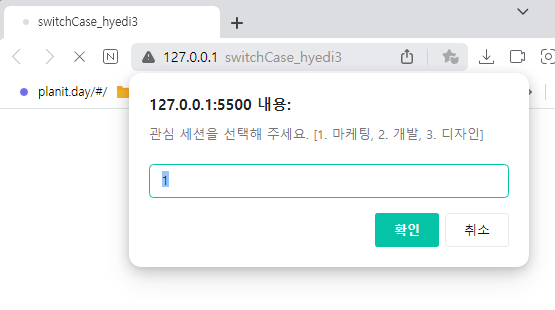 switchCase_hyedi3
N 127.0.0.1 switchCase_hyedi3
planit.day/#/
127.0.0.1:5500 내용:
관심 세션을 선택해 주세요. [1. 마케팅, 2. 개발, 3. 디자인]
1
확인 취소